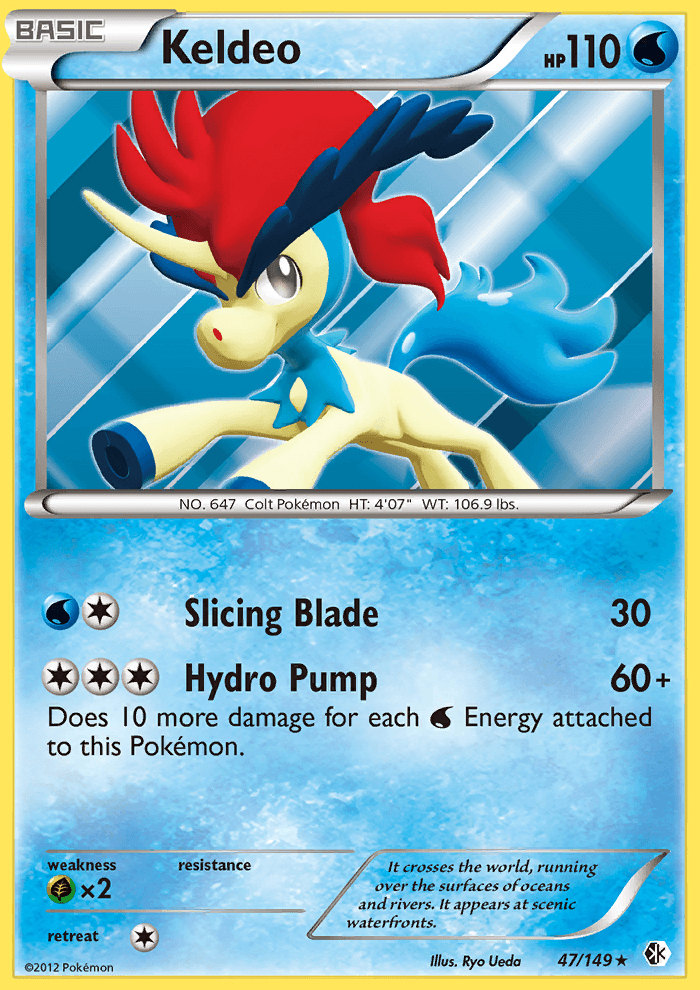 BASIC
Keldeo
HP110
NO. 647 Colt Pokémon HT: 4'07" WT: 106.9 lbs.
Slicing Blade 30
Hydro Pump 60+
Does 10 more damage for each Energy attached
to this Pokémon.
weakness resistance
×2
retreat
It crosses the world, running
over the surfaces of oceans
and rivers. It appears at scenic
waterfronts.
©2012 Pokémon
Illus. Ryo Ueda 47/149 ★